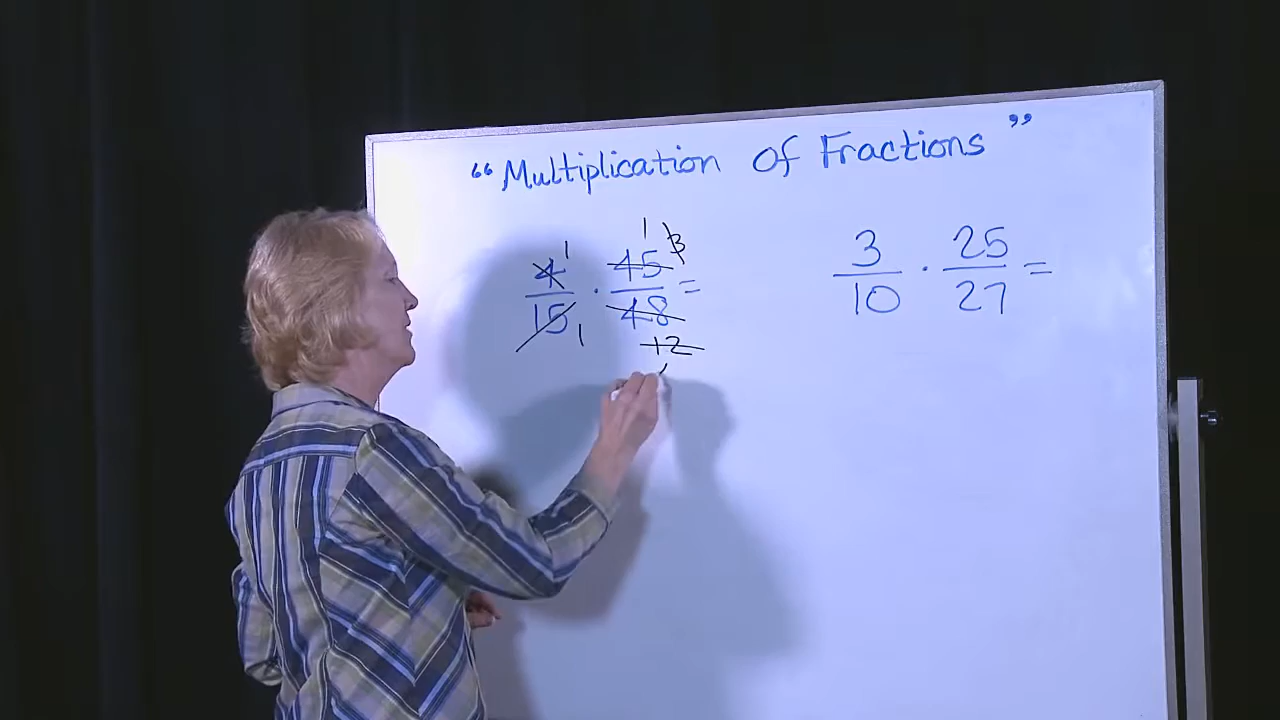 “Multiplication Of Fractions”
1 1 3
4/15 · 45/48 =
1 12
3/10 · 25/27 =